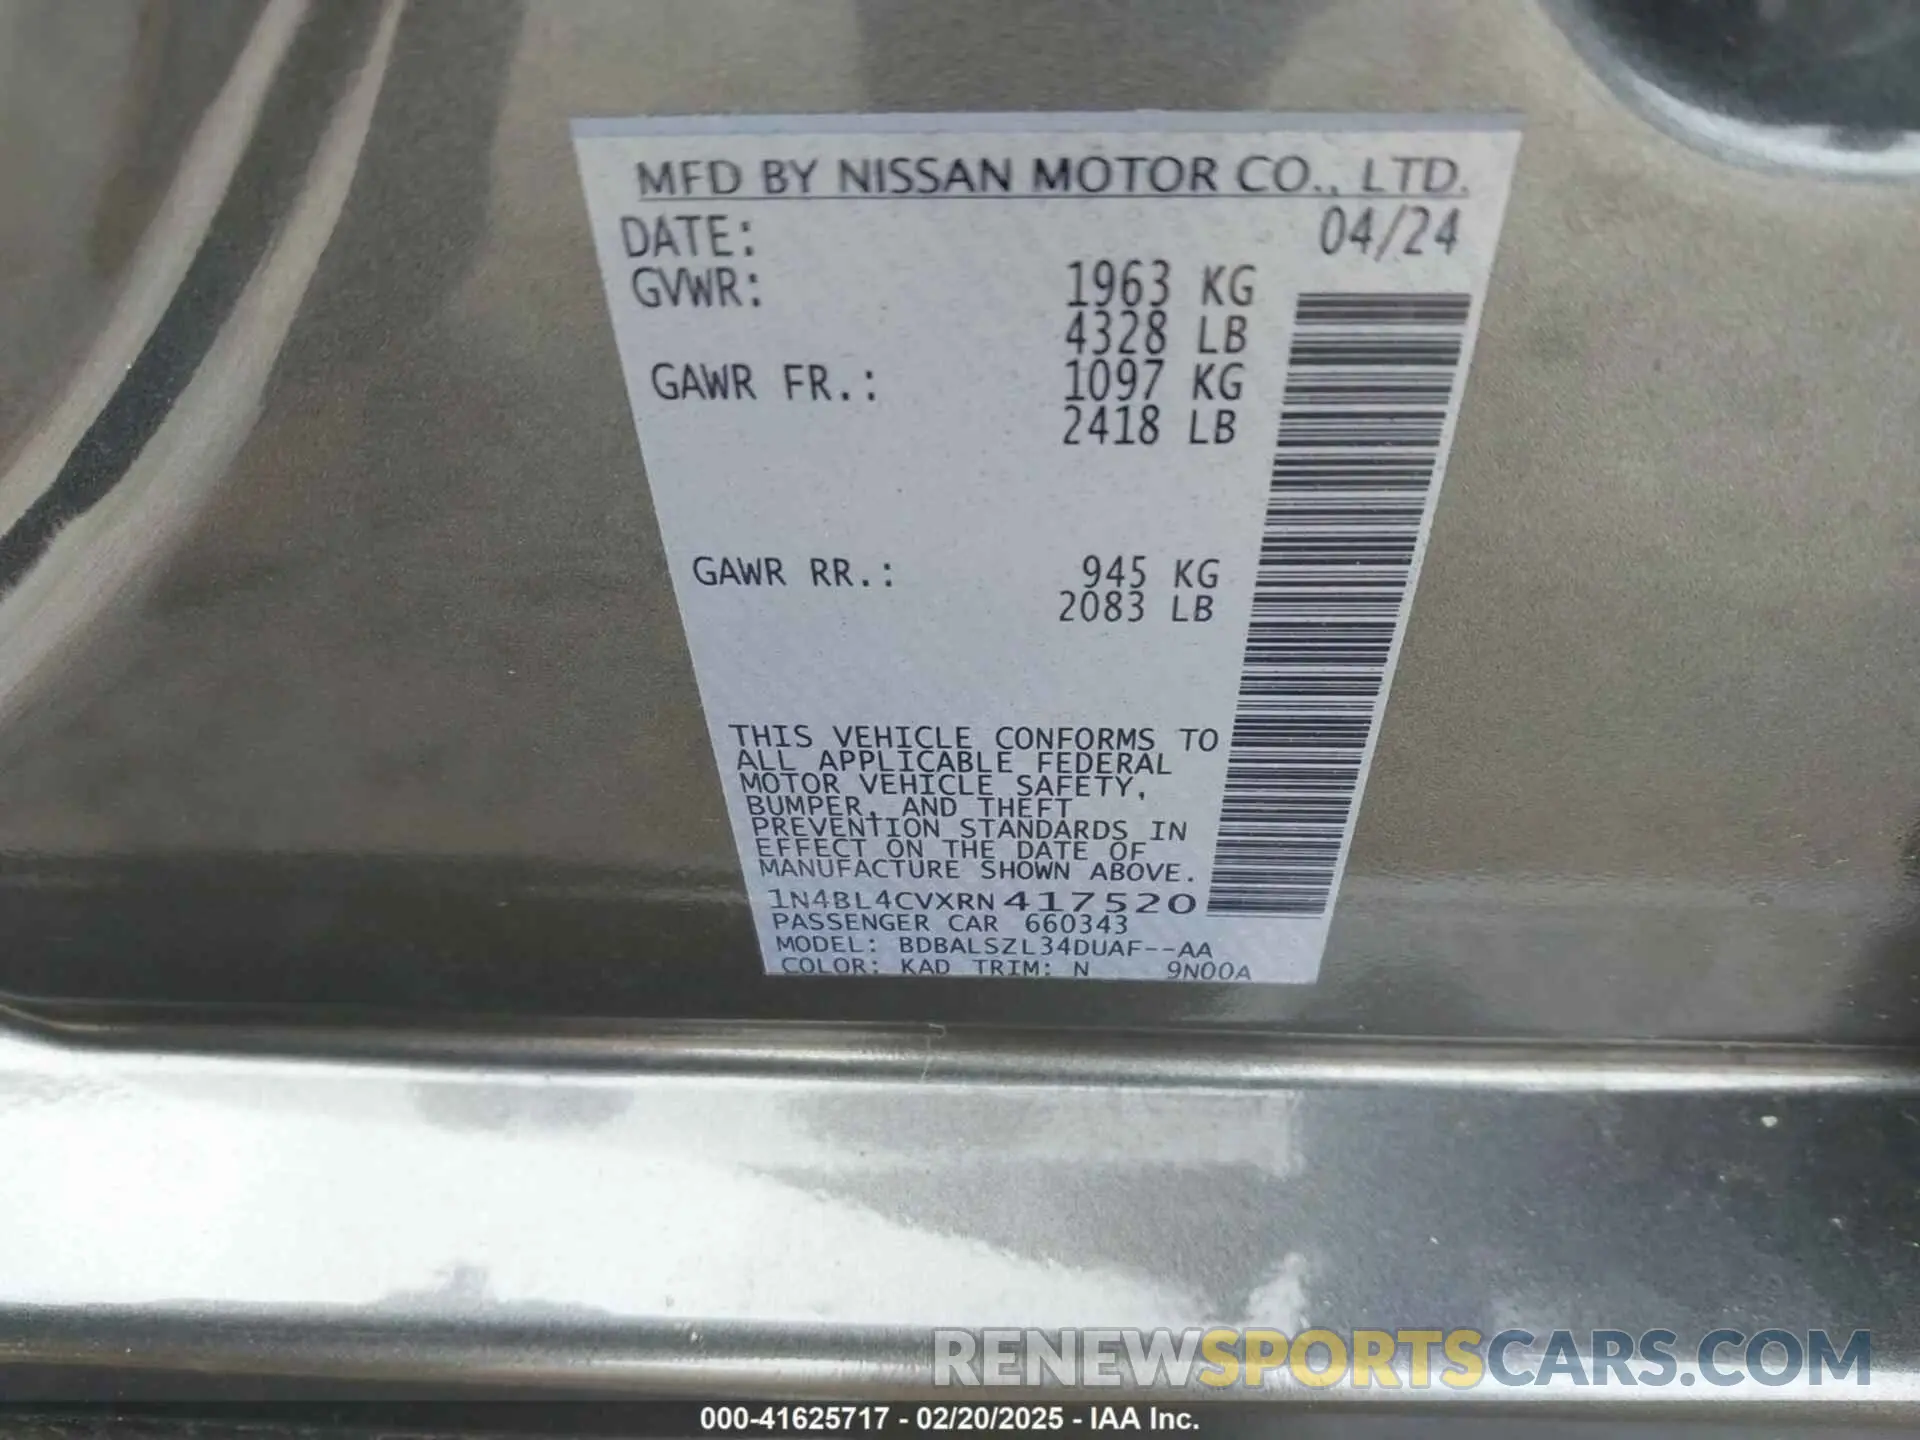 MFD BY NISSAN MOTOR CO., LTD.
DATE: 04/24
GVWR: 1963 KG
4328 LB
GAWR FR.: 1097 KG
2418 LB
GAWR RR.: 945 KG
2083 LB
THIS VEHICLE CONFORMS TO
ALL APPLICABLE FEDERAL
MOTOR VEHICLE SAFETY,
BUMPER, AND THEFT
PREVENTION STANDARDS IN
EFFECT ON THE DATE OF
MANUFACTURE SHOWN ABOVE.
1N4BL4CVXRN417520
PASSENGER CAR 660343
MODEL: BDBALSZL34DUAF--AA
COLOR: KAD TRIM: N 9N00A
RENEWSPORTSCARS.COM
000-41625717 - 02/20/2025 - IAA Inc.